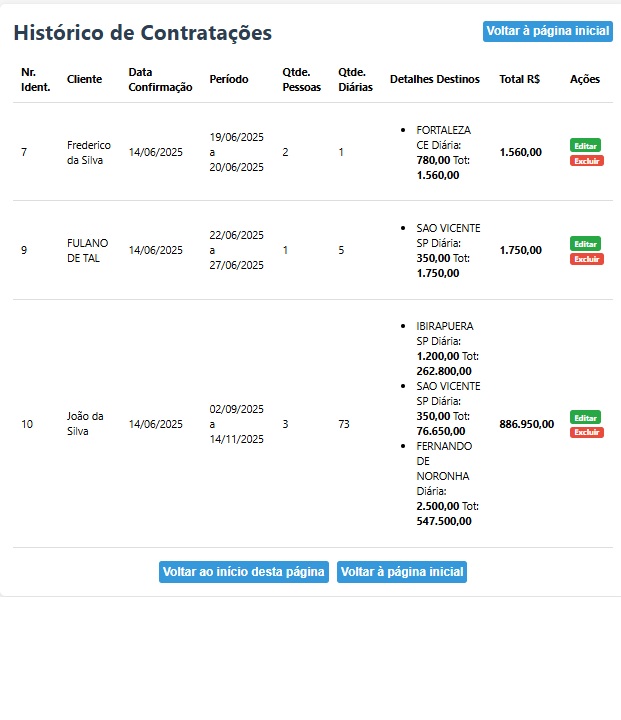 Histórico de Contratações
Voltar à página inicial
Nr.
Ident.
Cliente
Data
Confirmação
Período
Qtde.
Pessoas
Qtde.
Diárias
Detalhes Destinos
Total R$
Ações
7
Frederico
da Silva
14/06/2025
19/06/2025
a
20/06/2025
2
1
• FORTALEZA
CE Diária:
780,00 Tot:
1.560,00
1.560,00
Editar
Excluir
9
FULANO
DE TAL
14/06/2025
22/06/2025
a
27/06/2025
1
5
• SAO VICENTE
SP Diária:
350,00 Tot:
1.750,00
1.750,00
Editar
Excluir
10
João da
Silva
14/06/2025
02/09/2025
a
14/11/2025
3
73
• IBIRAPUERA
SP Diária:
1.200,00 Tot:
262.800,00
• SAO VICENTE
SP Diária:
350,00 Tot:
76.650,00
• FERNANDO
DE
NORONHA
Diária:
2.500,00 Tot:
547.500,00
886.950,00
Editar
Excluir
Voltar ao início desta página
Voltar à página inicial